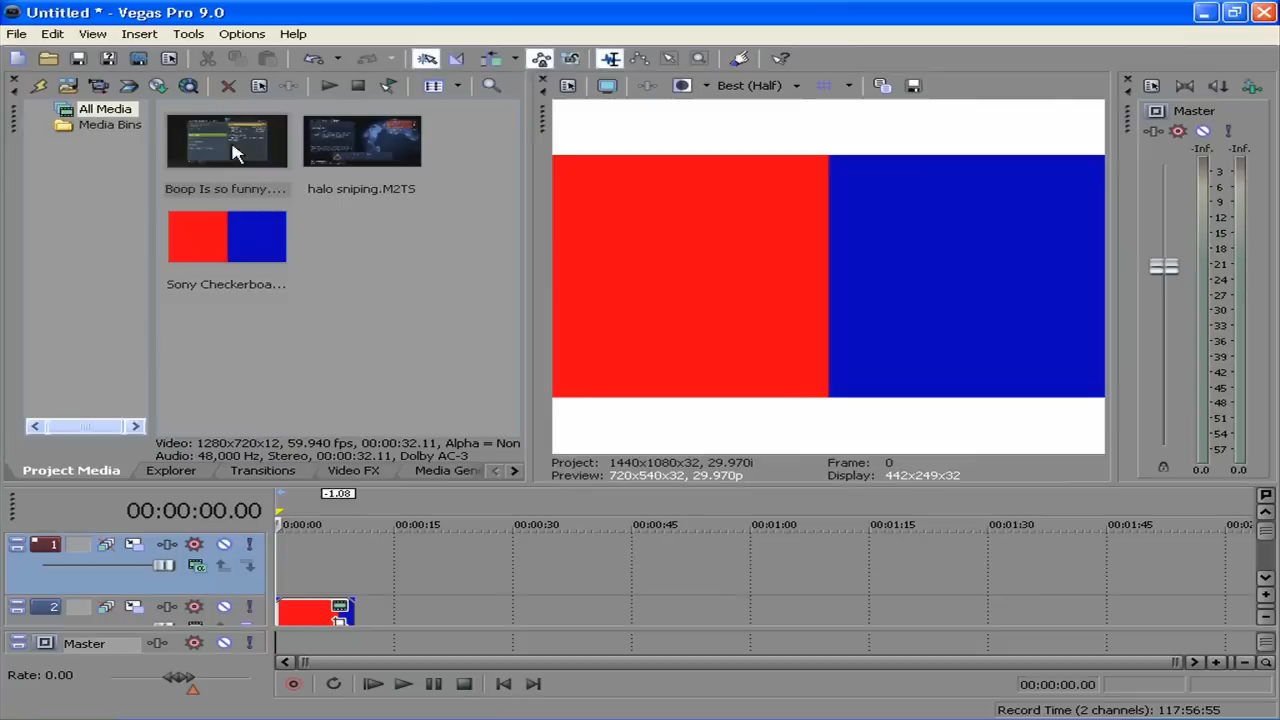 Untitled * - Vegas Pro 9.0
File Edit View Insert Tools Options Help
Best (Half)
All Media
Media Bins
Master
Boop Is so funny.... halo sniping.M2TS
Sony Checkerboa...
-Inf. -Inf.
3
6
9
12
15
18
21
24
27
30
33
36
39
42
45
48
51
54
57
0.0 0.0
Video: 1280x720x12, 59.940 fps, 00:00:32.11, Alpha = Non
Audio: 48,000 Hz, Stereo, 00:00:32.11, Dolby AC-3
Project Media Explorer Transitions Video FX Media Gen
Project: 1440x1080x32, 29.970i Frame: 0
Preview: 720x540x32, 29.970p Display: 442x249x32
-1.08
00:00:00.00
0:00:00 00:00:15 00:00:30 00:00:45 00:01:00 00:01:15 00:01:30 00:01:45 00:02
1
2
Master
Rate: 0.00
00:00:00.00
Record Time (2 channels): 117:56:55